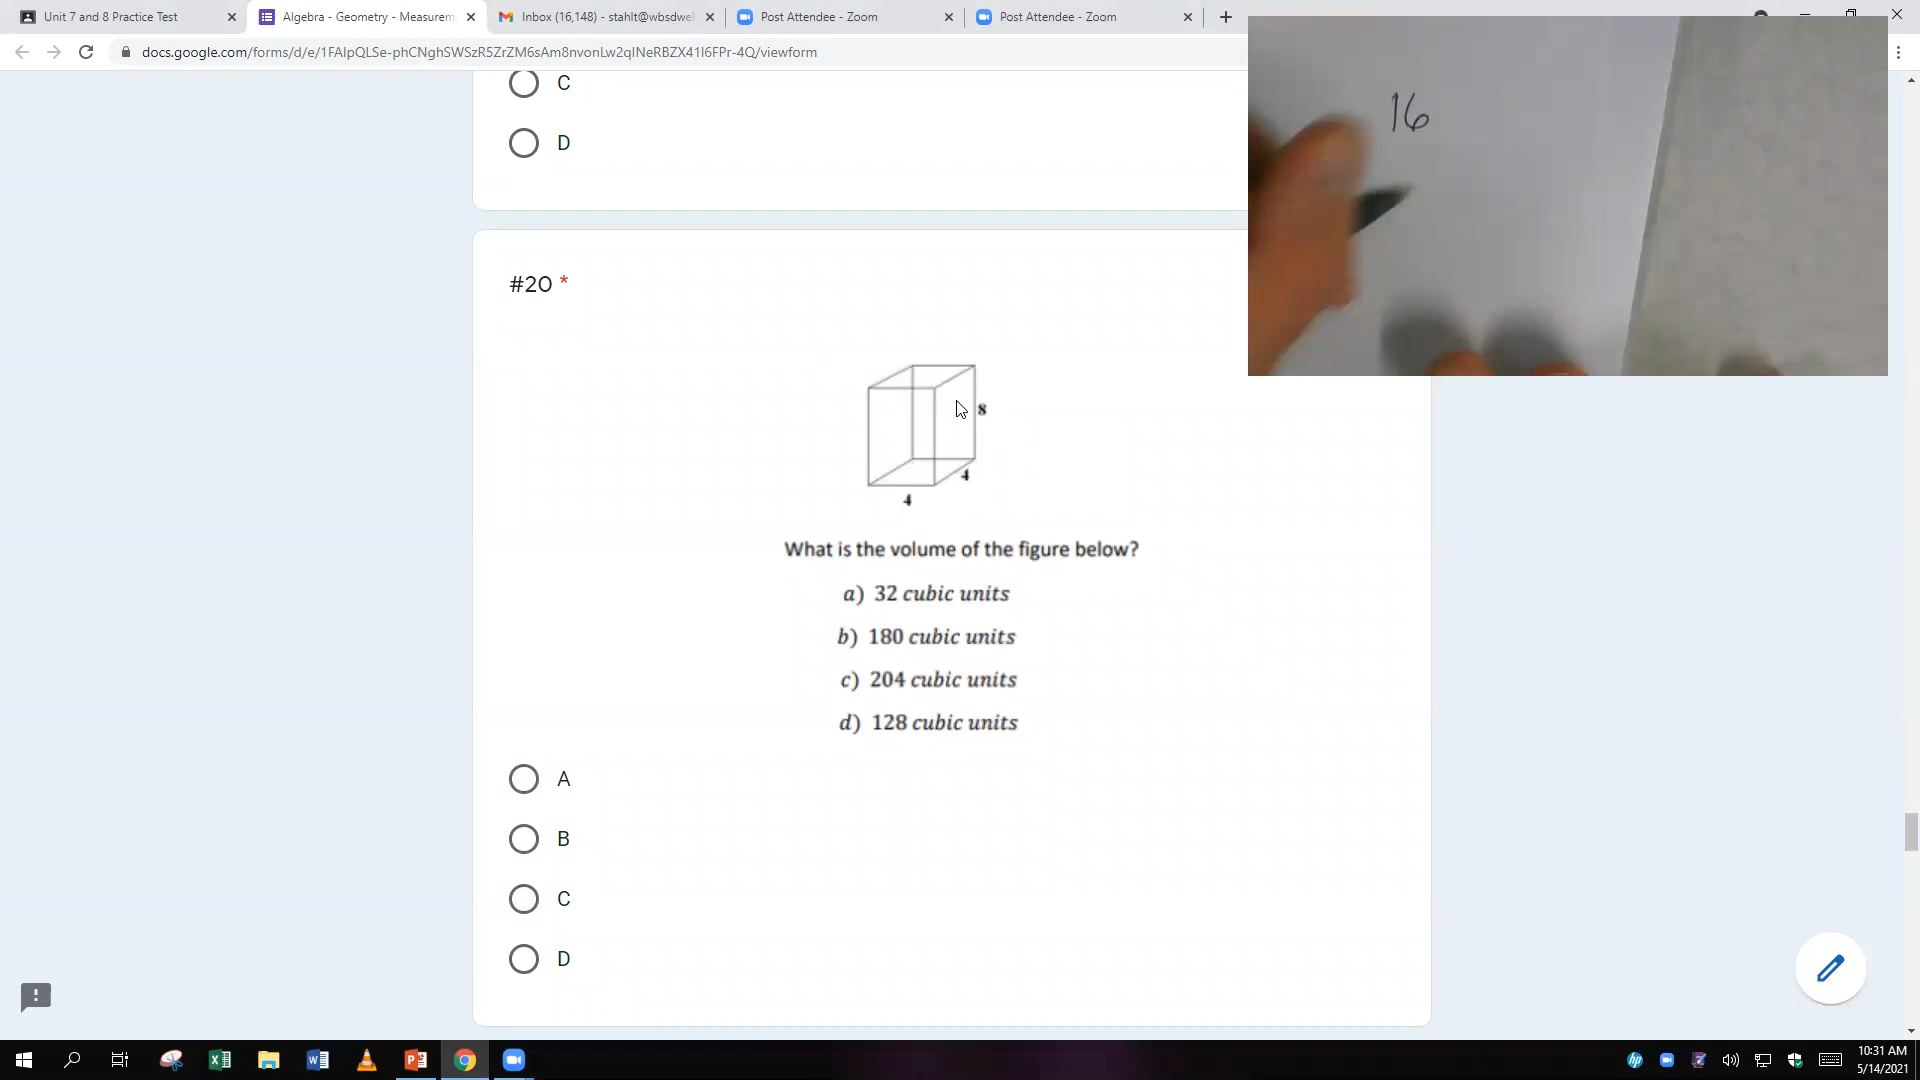 Unit 7 and 8 Practice Test
Algebra - Geometry - Measurem
Inbox (16,148) - stahlt@wbsdwe
Post Attendee - Zoom
Post Attendee - Zoom
docs.google.com/forms/d/e/1FAIpQLSe-phCNghSWSzR5ZrZM6sAm8nvonLw2qINeRBZX41I6FPr-4Q/viewform
C
D
16
#20 *
8
4
4
What is the volume of the figure below?
a) 32 cubic units
b) 180 cubic units
c) 204 cubic units
d) 128 cubic units
A
B
C
D
10:31 AM
5/14/2021